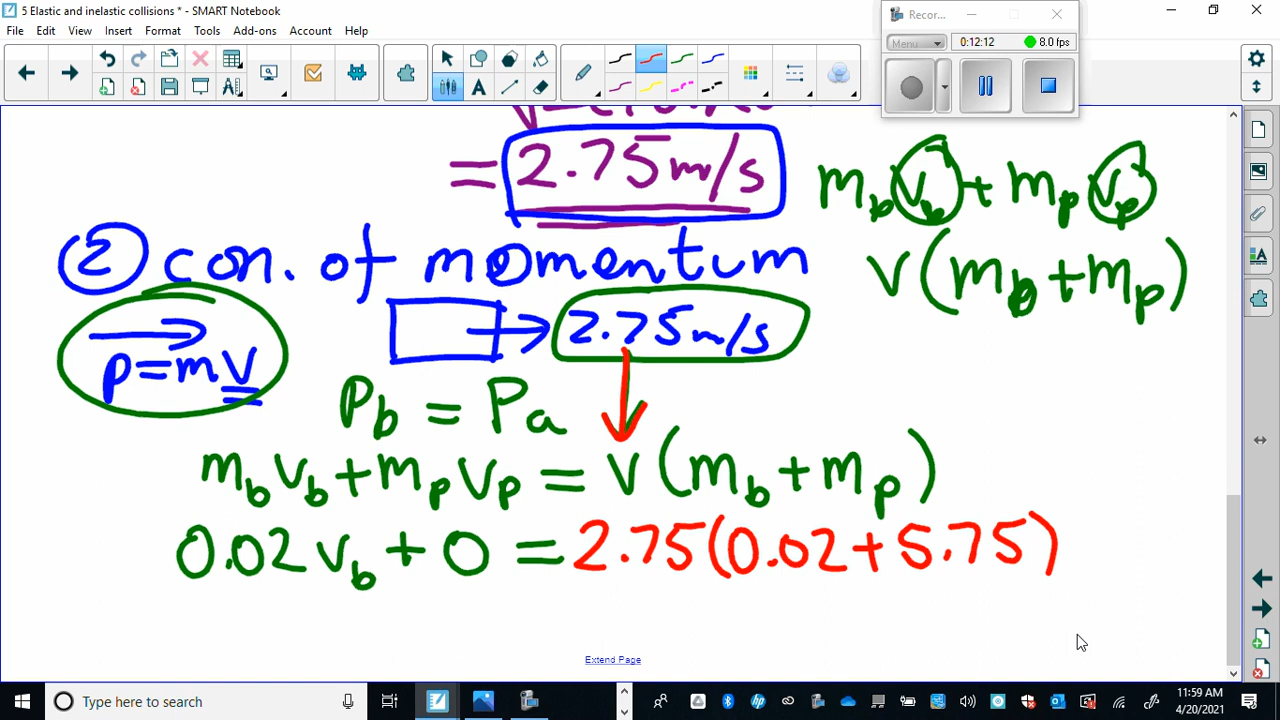 5 Elastic and inelastic collisions * - SMART Notebook
Recor...
File Edit View Insert Format Tools Add-ons Account Help
Menu 0:12:12 8.0 fps
= 2.75 m/s
m_b v_b + m_p v_p
② con. of momentum
v (m_b + m_p)
p = mv
2.75 m/s
P_b = P_a
m_b v_b + m_p v_p = v (m_b + m_p)
0.02 v_b + 0 = 2.75 (0.02 + 5.75)
Extend Page
Type here to search
11:59 AM
4/20/2021